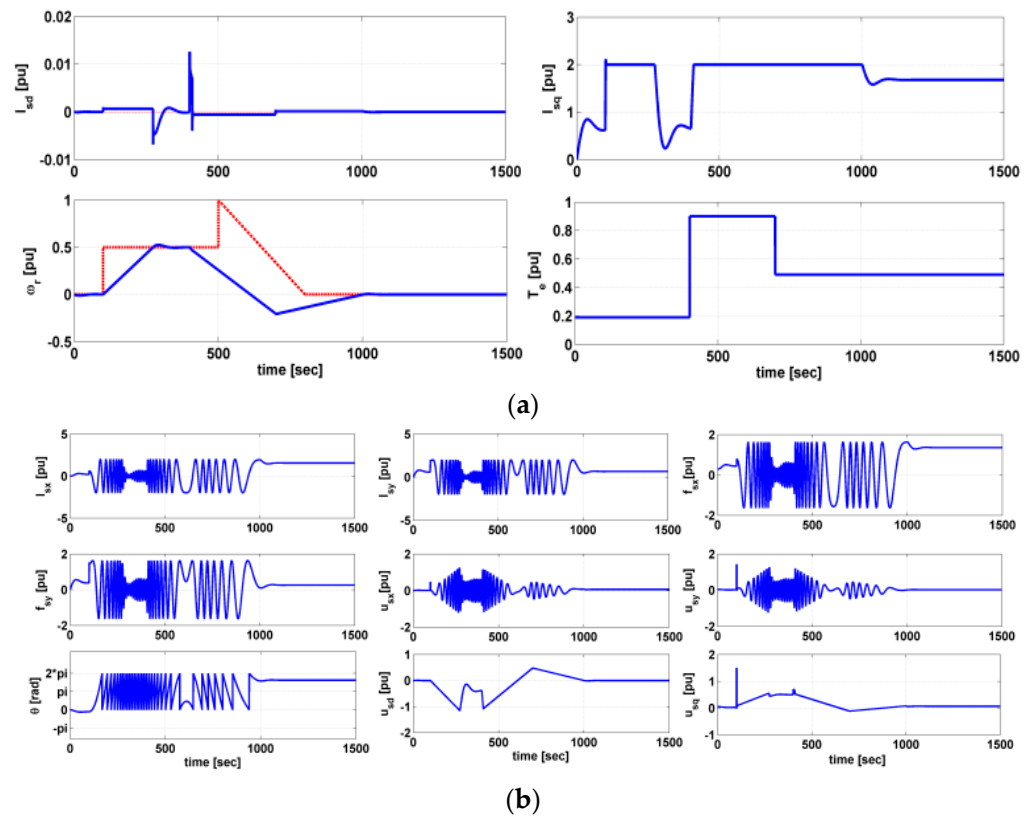 0.02
0.01
0
-0.01
I_sd [pu]
0 500 1000 1500
3
2
1
0
I_sq [pu]
0 500 1000 1500
1
0.5
0
-0.5
ω_r [pu]
0 500 1000 1500
time [sec]
1
0.8
0.6
0.4
0.2
0
T_e [pu]
0 500 1000 1500
time [sec]
(a)
5
0
-5
I_sx [pu]
0 500 1000 1500
5
0
-5
I_sy [pu]
0 500 1000 1500
2
0
-2
f_sx[pu]
0 500 1000 1500
2
0
-2
f_sy [pu]
0 500 1000 1500
2
0
-2
u_sx[pu]
0 500 1000 1500
2
0
-2
u_sy [pu]
0 500 1000 1500
2*pi
pi
0
-pi
θ [rad]
0 500 1000 1500
time [sec]
1
0
-1
-2
u_sd [pu]
0 500 1000 1500
time [sec]
2
1
0
1
u_sq [pu]
0 500 1000 1500
time [sec]
(b)